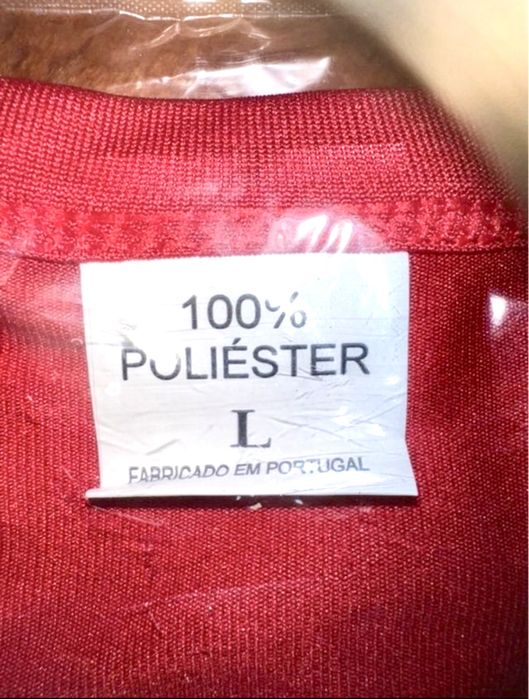 100%
POLIÉSTER
L
FABRICADO EM PORTUGAL